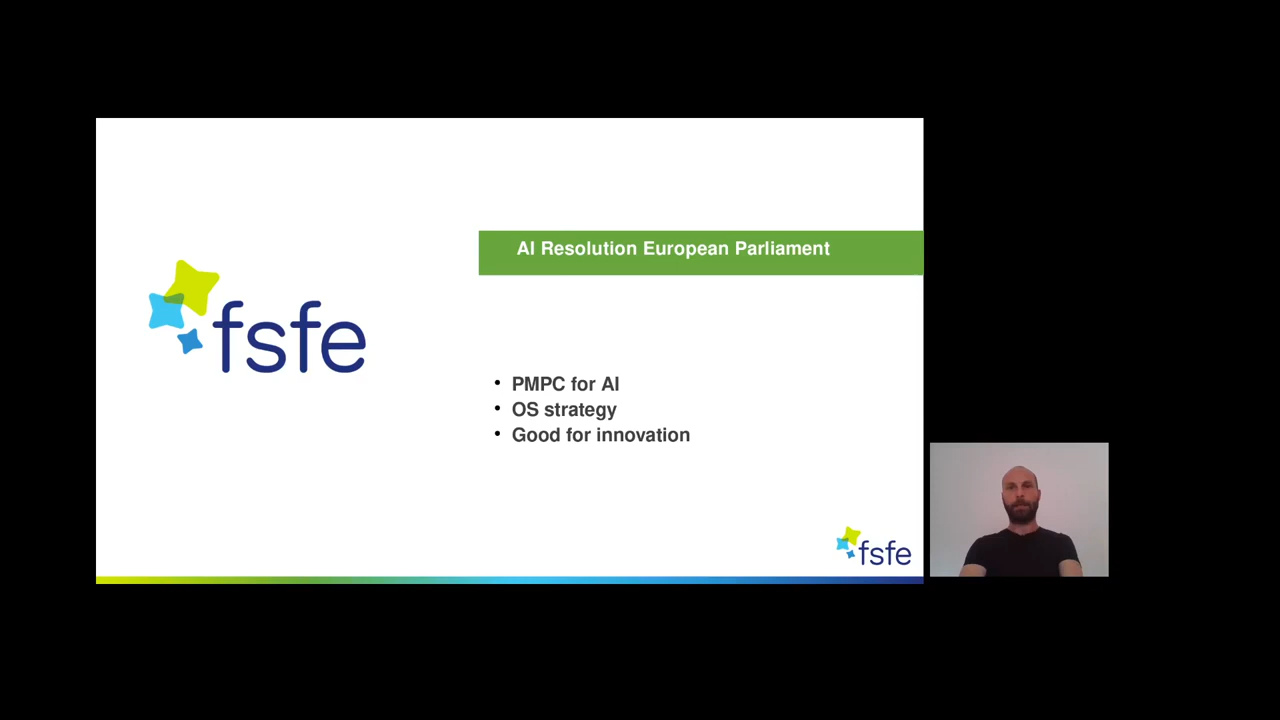 AI Resolution European Parliament
fsfe
• PMPC for AI
• OS strategy
• Good for innovation
fsfe